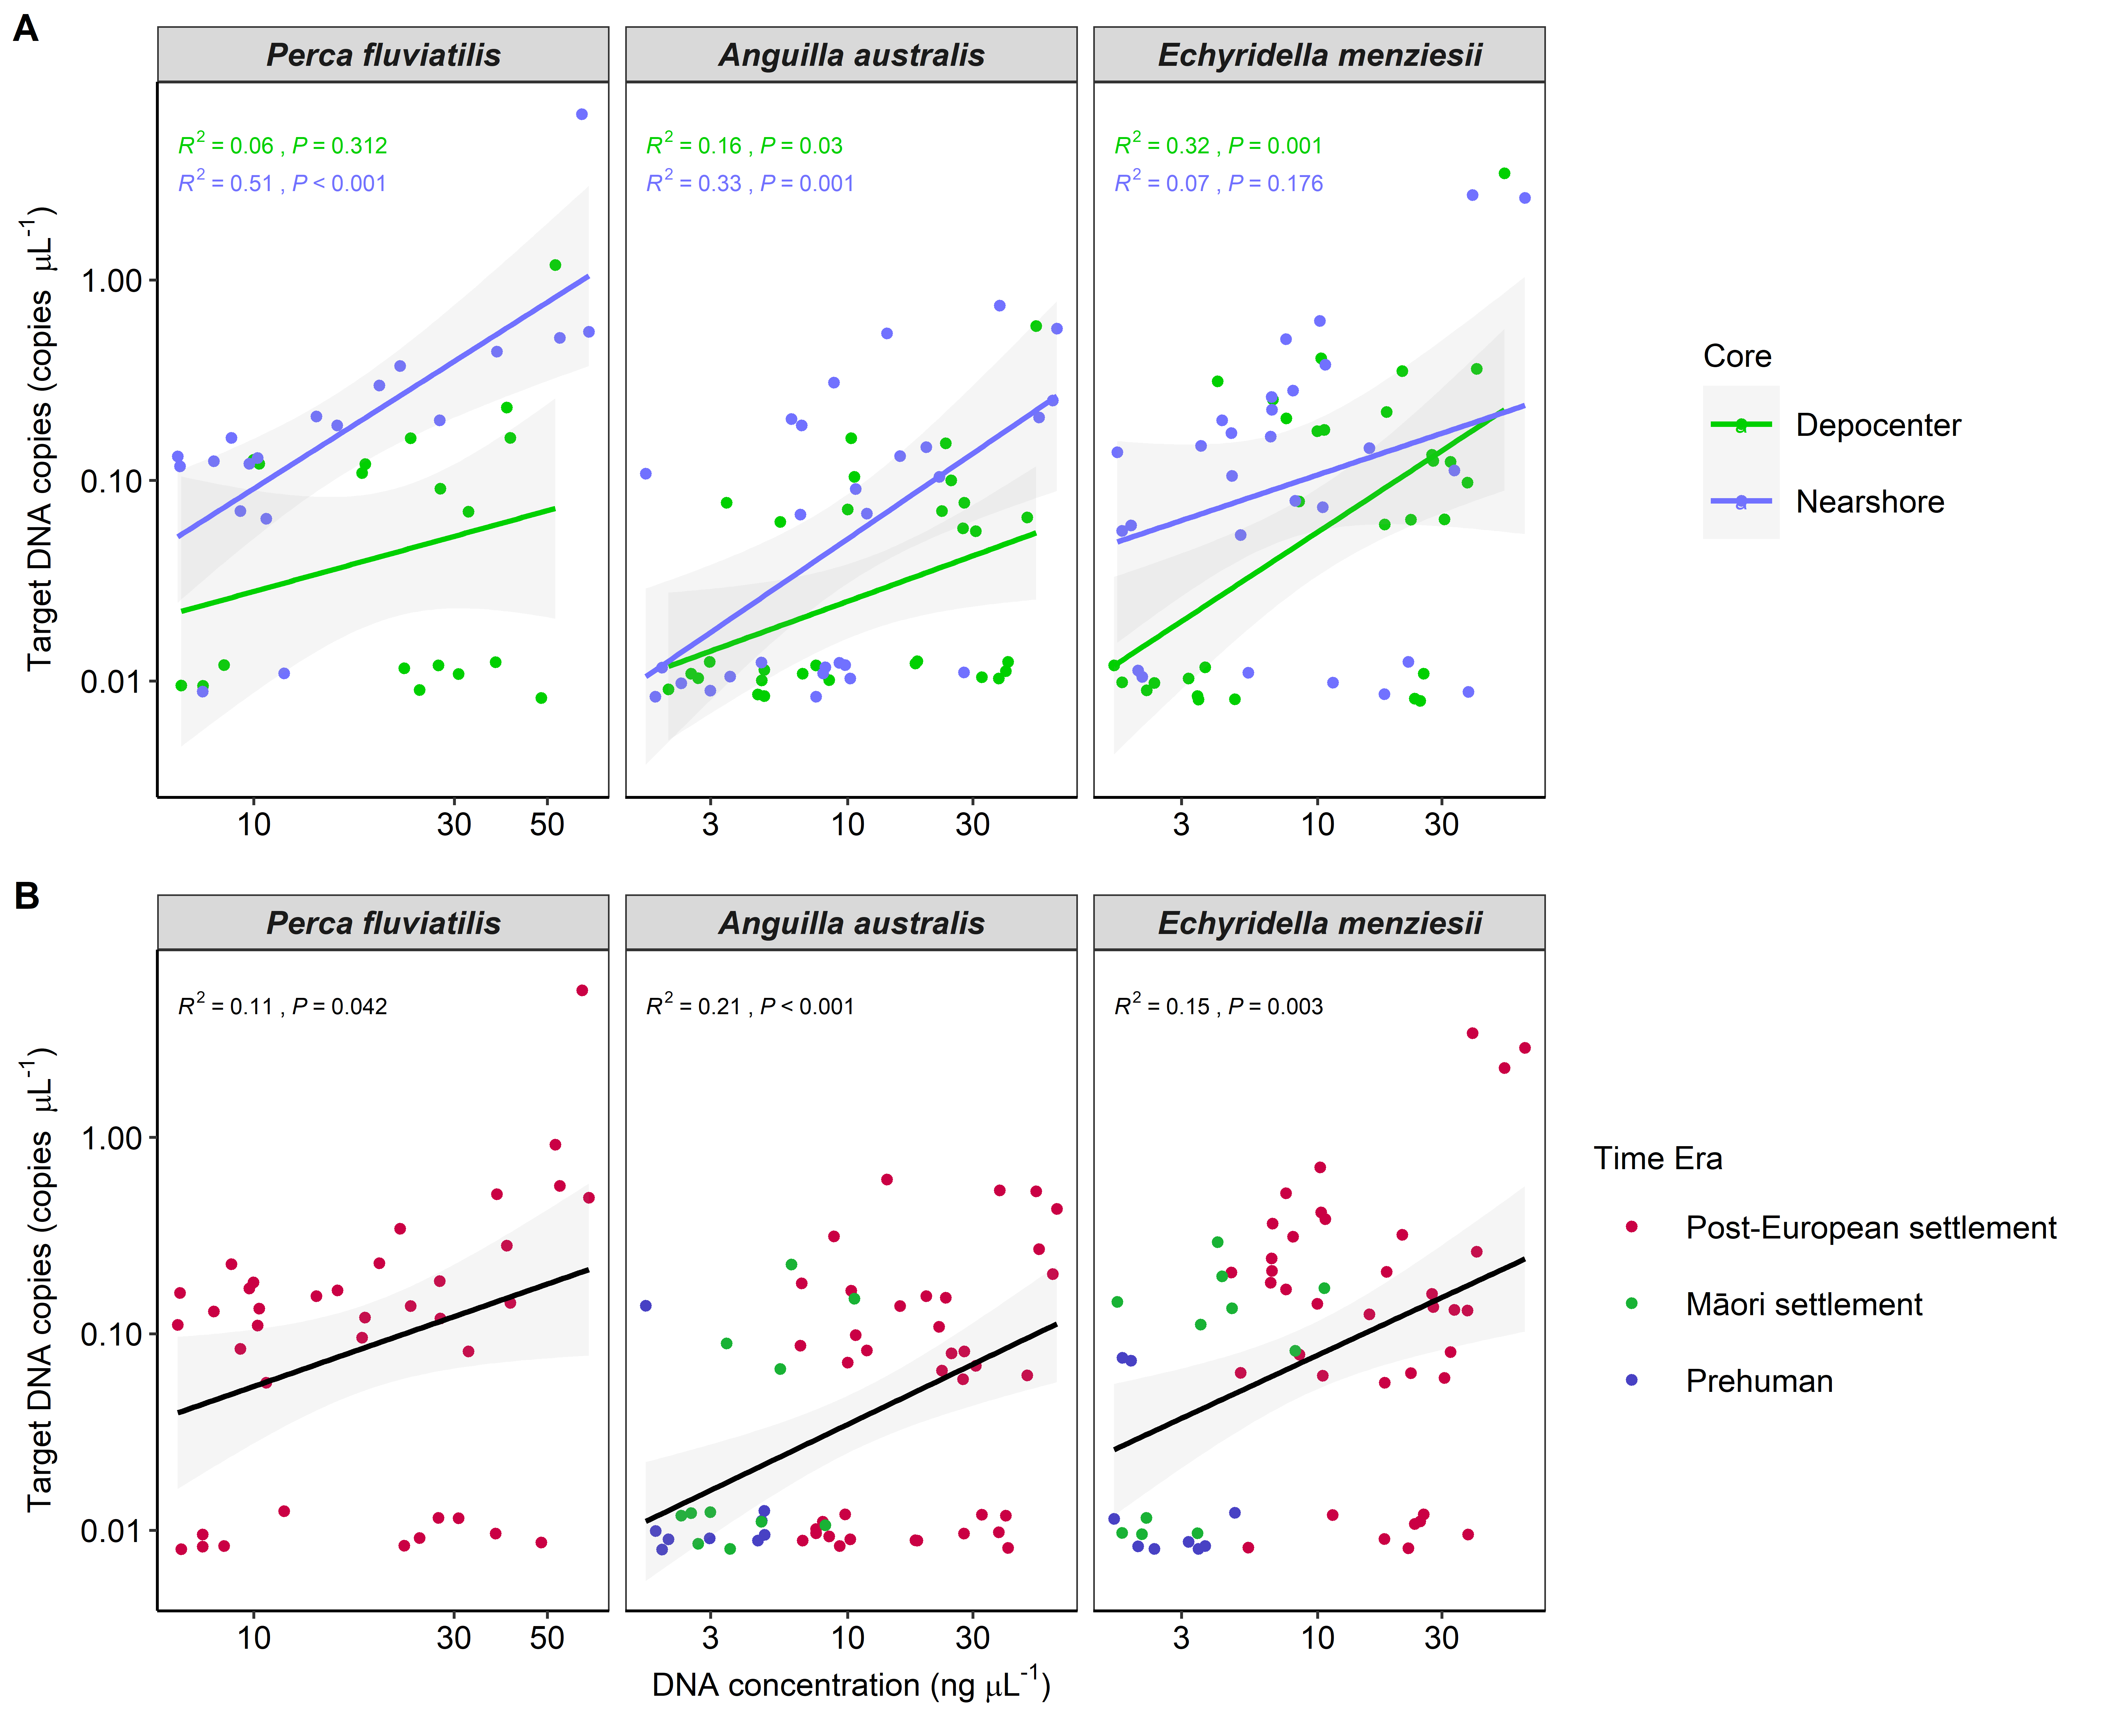 A
Perca fluviatilis
Anguilla australis
Echyridella menziesii
R² = 0.06 , P = 0.312
R² = 0.51 , P < 0.001
R² = 0.16 , P = 0.03
R² = 0.33 , P = 0.001
R² = 0.32 , P = 0.001
R² = 0.07 , P = 0.176
Target DNA copies (copies μL⁻¹)
1.00
0.10
0.01
10 30 50
3 10 30
3 10 30
Core
a Depocenter
a Nearshore
B
Perca fluviatilis
Anguilla australis
Echyridella menziesii
R² = 0.11 , P = 0.042
R² = 0.21 , P < 0.001
R² = 0.15 , P = 0.003
Target DNA copies (copies μL⁻¹)
1.00
0.10
0.01
10 30 50
3 10 30
3 10 30
DNA concentration (ng μL⁻¹)
Time Era
Post-European settlement
Māori settlement
Prehuman